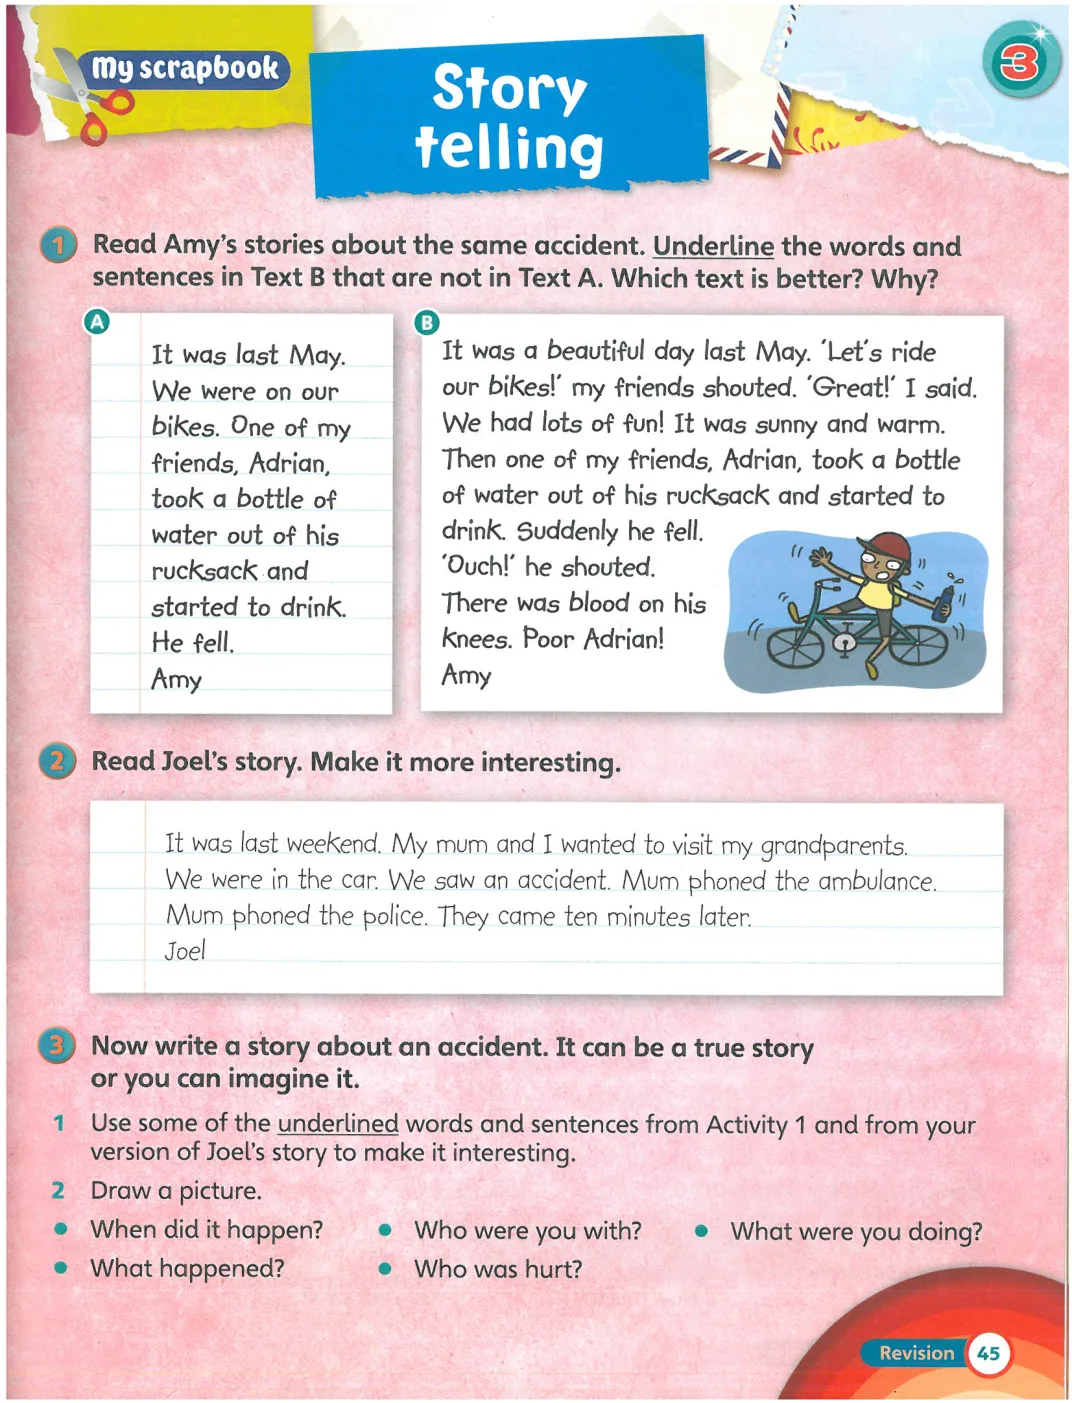 My scrapbook
Story
telling
3
1 Read Amy's stories about the same accident. Underline the words and
sentences in Text B that are not in Text A. Which text is better? Why?
A
It was last May.
We were on our
bikes. One of my
friends, Adrian,
took a bottle of
water out of his
rucksack and
started to drink.
He fell.
Amy
B
It was a beautiful day last May. 'Let's ride
our bikes!' my friends shouted. 'Great!' I said.
We had lots of fun! It was sunny and warm.
Then one of my friends, Adrian, took a bottle
of water out of his rucksack and started to
drink. Suddenly he fell.
'Ouch!' he shouted.
There was blood on his
knees. Poor Adrian!
Amy
2 Read Joel's story. Make it more interesting.
It was last weekend. My mum and I wanted to visit my grandparents.
We were in the car. We saw an accident. Mum phoned the ambulance.
Mum phoned the police. They came ten minutes later.
Joel
3 Now write a story about an accident. It can be a true story
or you can imagine it.
1 Use some of the underlined words and sentences from Activity 1 and from your
version of Joel's story to make it interesting.
2 Draw a picture.
• When did it happen? • Who were you with? • What were you doing?
• What happened? • Who was hurt?
Revision 45